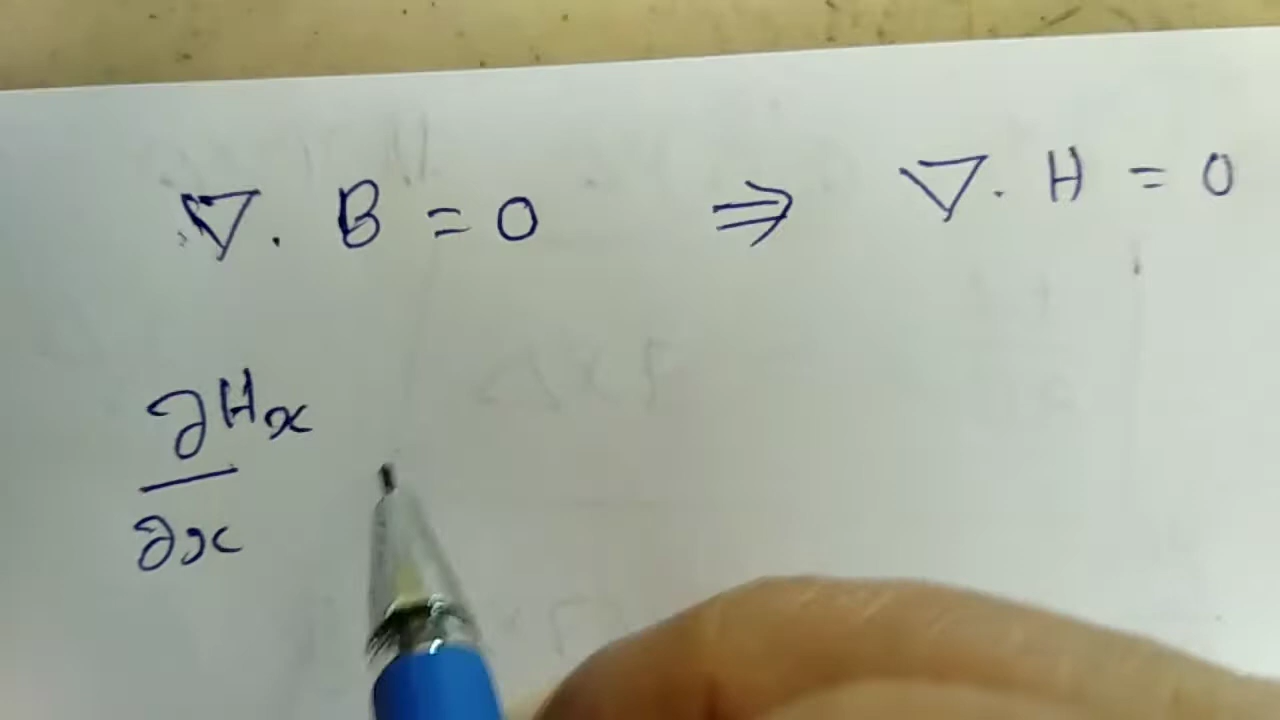 ∇. B = 0 ⇒ ∇. H = 0
∂Hx
∂x